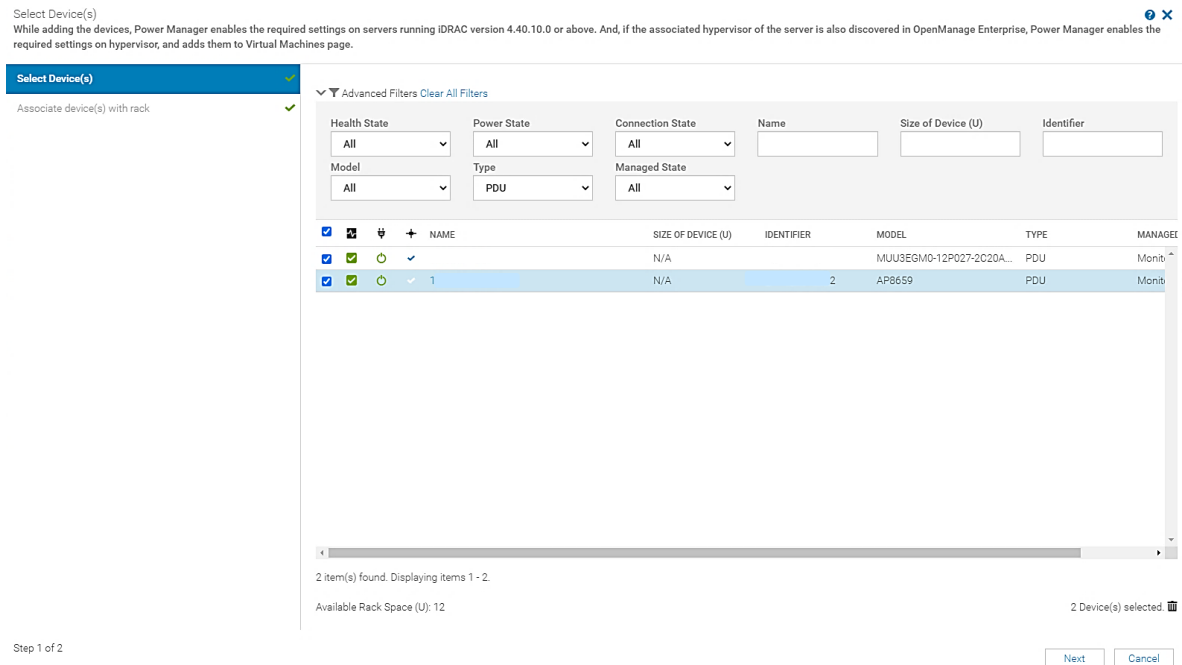 Select Device(s)
While adding the devices, Power Manager enables the required settings on servers running iDRAC version 4.40.10.0 or above. And, if the associated hypervisor of the server is also discovered in OpenManage Enterprise, Power Manager enables the
required settings on hypervisor, and adds them to Virtual Machines page.
Select Device(s)
Associate device(s) with rack
Advanced Filters Clear All Filters
Health State Power State Connection State Name Size of Device (U) Identifier
All All All
Model Type Managed State
All PDU All
NAME SIZE OF DEVICE (U) IDENTIFIER MODEL TYPE MANAGED
N/A MUU3EGM0-12P027-2C20A... PDU Monit
1 N/A 2 AP8659 PDU Monit
2 item(s) found. Displaying items 1 - 2.
Available Rack Space (U): 12 2 Device(s) selected.
Step 1 of 2
Next Cancel